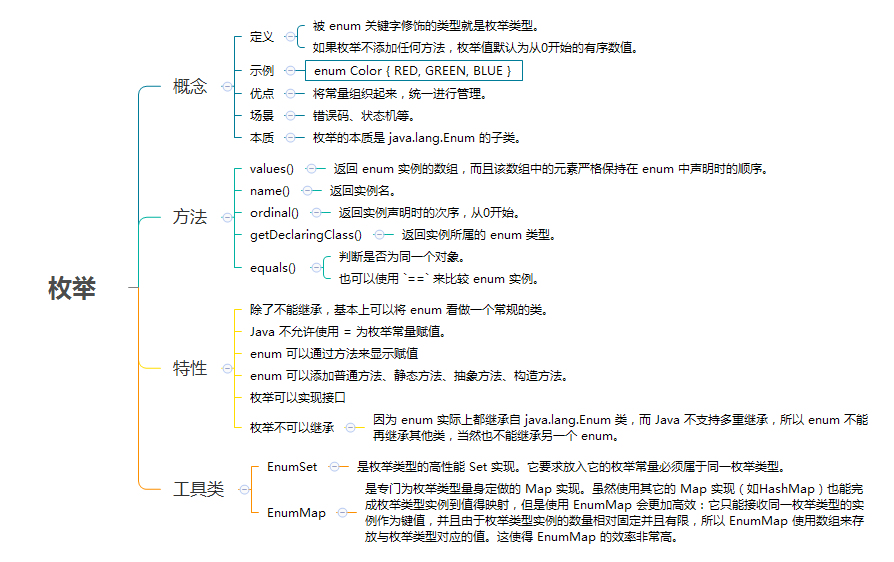 枚举
概念
定义
被 enum 关键字修饰的类型就是枚举类型。
如果枚举不添加任何方法，枚举值默认为从0开始的有序数值。
示例
enum Color { RED, GREEN, BLUE }
优点
将常量组织起来，统一进行管理。
场景
错误码、状态机等。
本质
枚举的本质是 java.lang.Enum 的子类。
方法
values()
返回 enum 实例的数组，而且该数组中的元素严格保持在 enum 中声明时的顺序。
name()
返回实例名。
ordinal()
返回实例声明时的次序，从0开始。
getDeclaringClass()
返回实例所属的 enum 类型。
equals()
判断是否为同一个对象。
也可以使用 `==` 来比较 enum 实例。
特性
除了不能继承，基本上可以将 enum 看做一个常规的类。
Java 不允许使用 = 为枚举常量赋值。
enum 可以通过方法来显示赋值
enum 可以添加普通方法、静态方法、抽象方法、构造方法。
枚举可以实现接口
枚举不可以继承
因为 enum 实际上都继承自 java.lang.Enum 类，而 Java 不支持多重继承，所以 enum 不能
再继承其他类，当然也不能继承另一个 enum。
工具类
EnumSet
是枚举类型的高性能 Set 实现。它要求放入它的枚举常量必须属于同一枚举类型。
EnumMap
是专门为枚举类型量身定做的 Map 实现。虽然使用其它的 Map 实现（如HashMap）也能完
成枚举类型实例到值得映射，但是使用 EnumMap 会更加高效：它只能接收同一枚举类型的实
例作为键值，并且由于枚举类型实例的数量相对固定并且有限，所以 EnumMap 使用数组来存
放与枚举类型对应的值。这使得 EnumMap 的效率非常高。